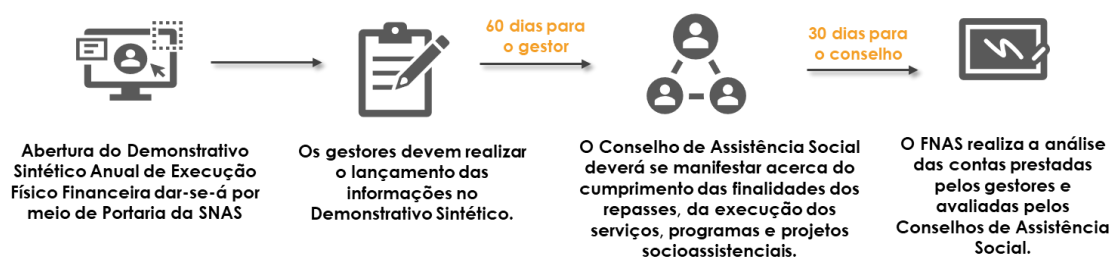 60 dias para
o gestor
30 dias para
o conselho
Abertura do Demonstrativo
Sintético Anual de Execução
Físico Financeira dar-se-á por
meio de Portaria da SNAS
Os gestores devem realizar
o lançamento das
informações no
Demonstrativo Sintético.
O Conselho de Assistência Social
deverá se manifestar acerca do
cumprimento das finalidades dos
repasses, da execução dos
serviços, programas e projetos
socioassistenciais.
O FNAS realiza a análise
das contas prestadas
pelos gestores e
avaliadas pelos
Conselhos de Assistência
Social.